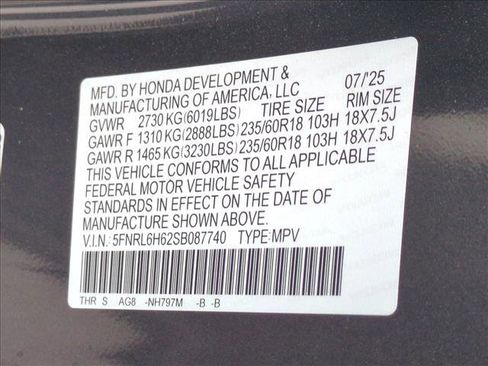 MFD. BY HONDA DEVELOPMENT &
MANUFACTURING OF AMERICA, LLC 07/'25
GVWR 2730 KG(6019LBS) TIRE SIZE RIM SIZE
GAWR F 1310 KG(2888LBS) 235/60R18 103H 18X7.5J
GAWR R 1465 KG(3230LBS) 235/60R18 103H 18X7.5J
THIS VEHICLE CONFORMS TO ALL APPLICABLE
FEDERAL MOTOR VEHICLE SAFETY
STANDARDS IN EFFECT ON THE DATE OF
MANUFACTURE SHOWN ABOVE.
V.I.N.: 5FNRL6H62SB087740 TYPE: MPV
THR S AG8 -NH797M -B -B